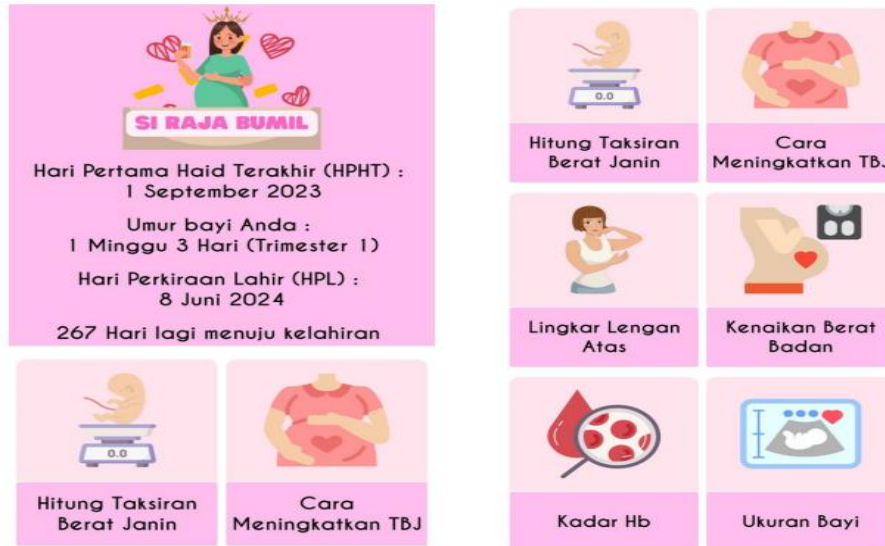 SI RAJA BUMIL
Hari Pertama Haid Terakhir (HPHT) :
1 September 2023
Umur bayi Anda :
1 Minggu 3 Hari (Trimester 1)
Hari Perkiraan Lahir (HPL) :
8 Juni 2024
267 Hari lagi menuju kelahiran
0.0
Hitung Taksiran
Berat Janin
Cara
Meningkatkan TBJ
0.0
Hitung Taksiran
Berat Janin
Cara
Meningkatkan TBJ
Lingkar Lengan
Atas
Kenaikan Berat
Badan
Kadar Hb
Ukuran Bayi